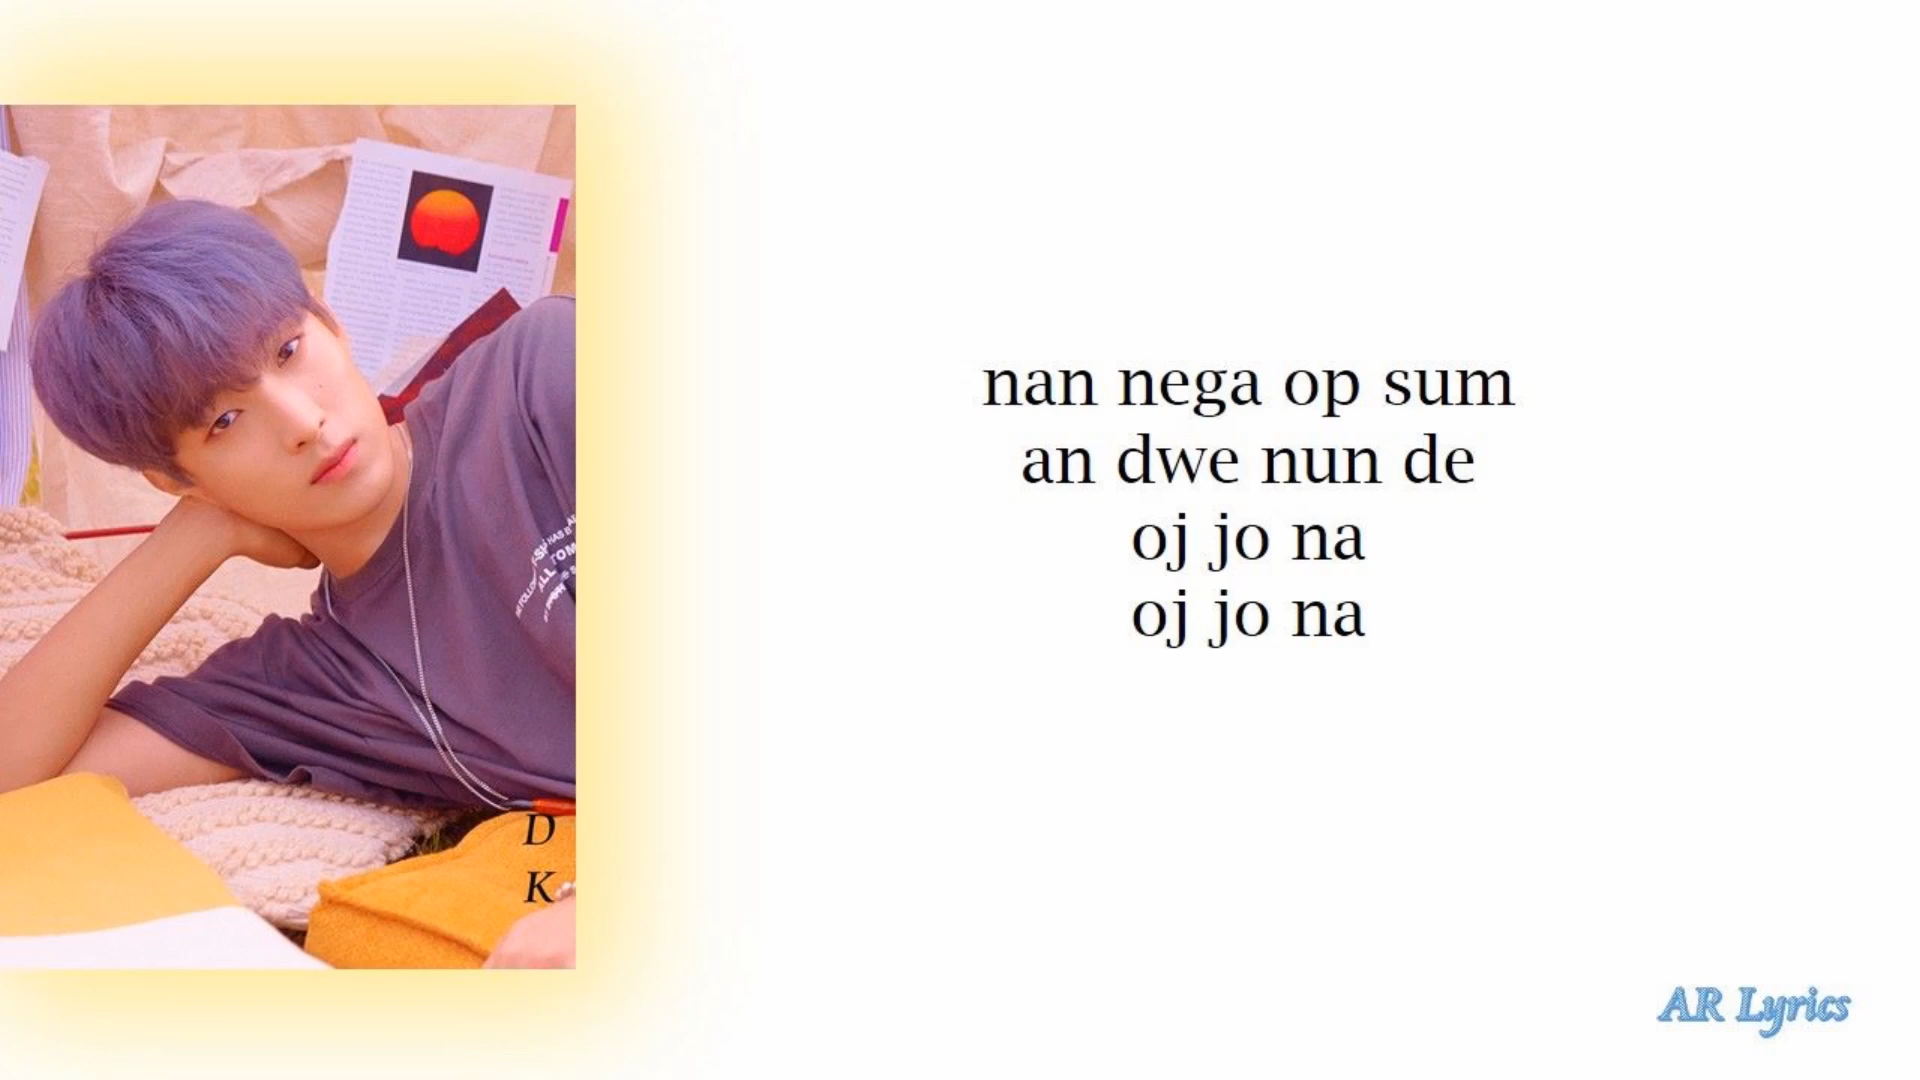 nan nega op sum
an dwe nun de
oj jo na
oj jo na
D
K
AR Lyrics